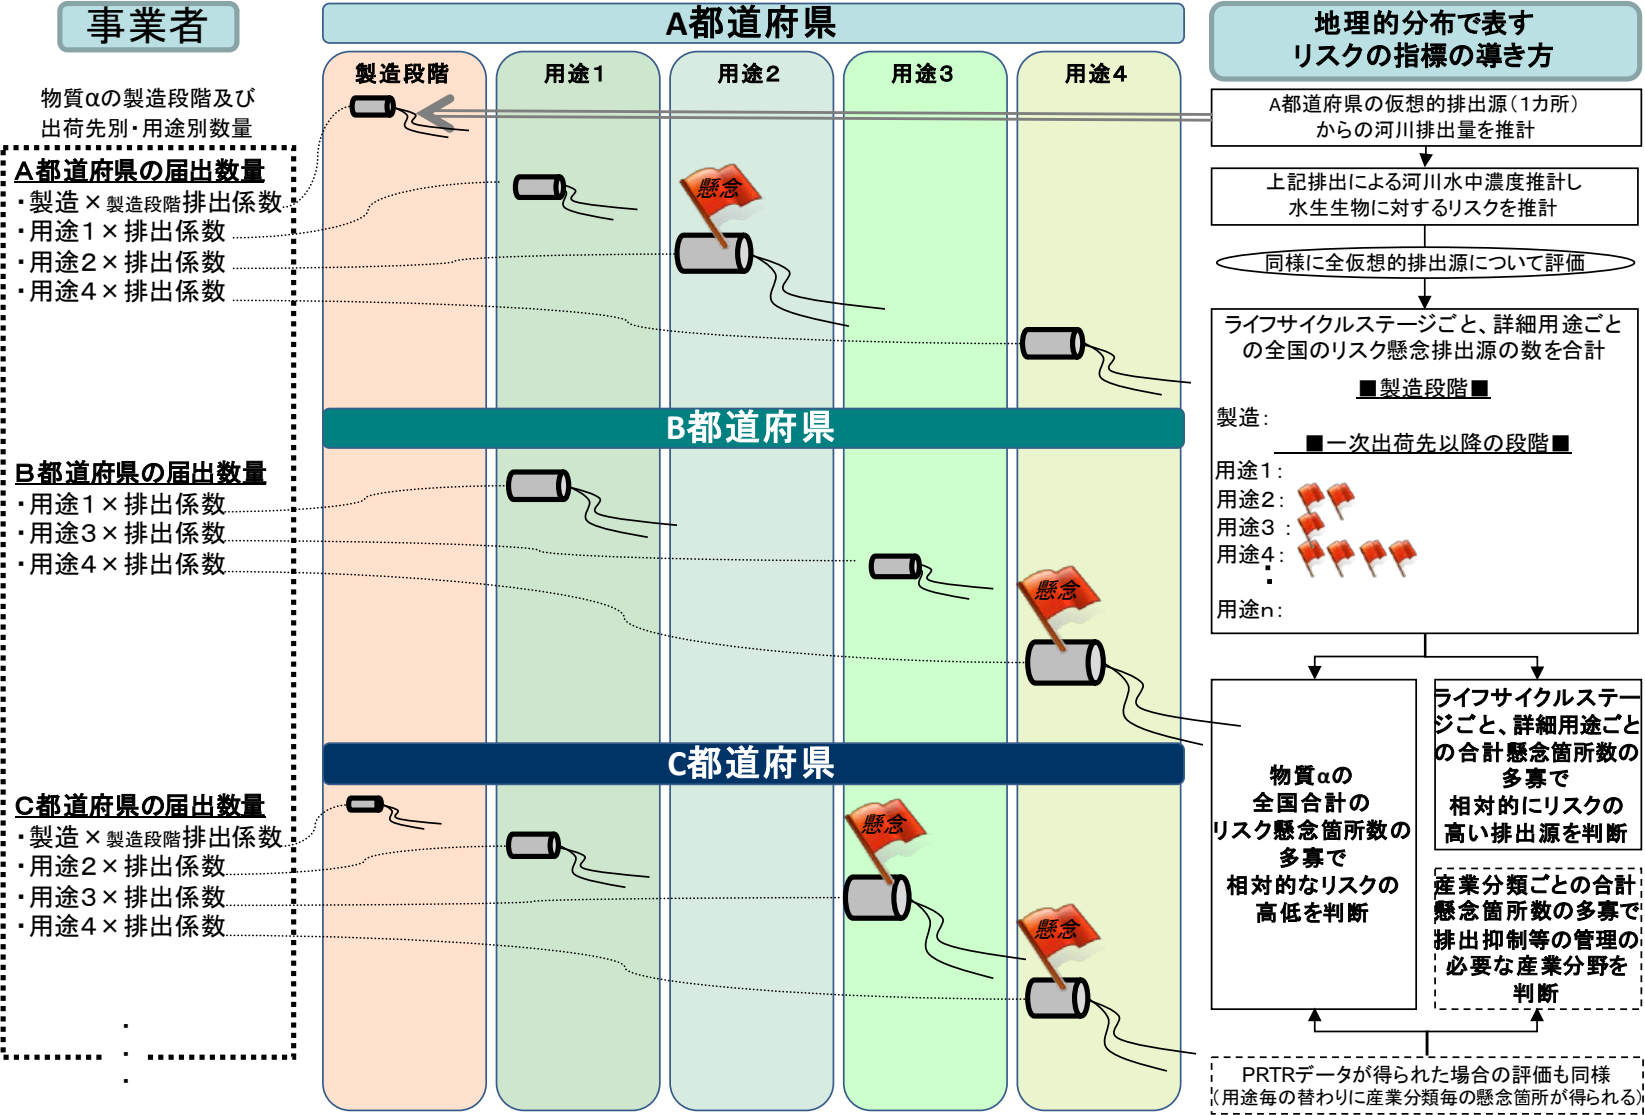 事業者
物質αの製造段階及び
出荷先別・用途別数量
A都道府県の届出数量
・製造×製造段階排出係数
・用途1×排出係数
・用途2×排出係数
・用途4×排出係数
B都道府県の届出数量
・用途1×排出係数
・用途3×排出係数
・用途4×排出係数
C都道府県の届出数量
・製造×製造段階排出係数
・用途2×排出係数
・用途3×排出係数
・用途4×排出係数
・
・
・
A都道府県
製造段階
用途1
用途2
用途3
用途4
懸念
B都道府県
懸念
C都道府県
懸念
懸念
地理的分布で表す
リスクの指標の導き方
A都道府県の仮想的排出源(1カ所)
からの河川排出量を推計
上記排出による河川水中濃度推計し
水生生物に対するリスクを推計
同様に全仮想的排出源について評価
ライフサイクルステージごと、詳細用途ごと
の全国のリスク懸念排出源の数を合計
■製造段階■
製造:
■一次出荷先以降の段階■
用途1:
用途2:
用途3 :
用途4:
・
・
用途n:
物質αの
全国合計の
リスク懸念箇所数の
多寡で
相対的なリスクの
高低を判断
ライフサイクルステー
ジごと、詳細用途ごと
の合計懸念箇所数の
多寡で
相対的にリスクの
高い排出源を判断
産業分類ごとの合計
懸念箇所数の多寡で
排出抑制等の管理の
必要な産業分野を
判断
PRTRデータが得られた場合の評価も同様
(用途毎の替わりに産業分類毎の懸念箇所が得られる)